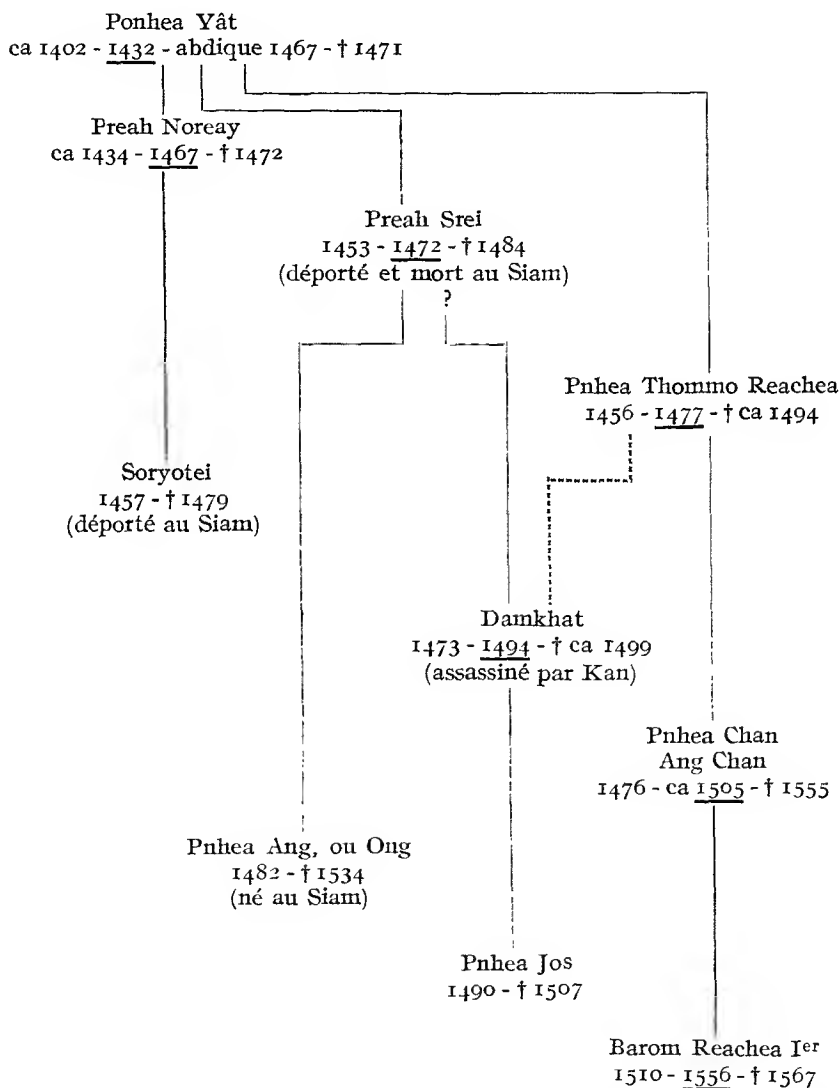 Ponhea Yât
ca 1402 - 1432 - abdique 1467 - † 1471
Preah Noreay
ca 1434 - 1467 - † 1472
Preah Srei
1453 - 1472 - † 1484
(déporté et mort au Siam)
?
Pnhea Thommo Reachea
1456 - 1477 - † ca 1494
Soryotei
1457 - † 1479
(déporté au Siam)
Damkhat
1473 - 1494 - † ca 1499
(assassiné par Kan)
Pnhea Chan
Ang Chan
1476 - ca 1505 - † 1555
Pnhea Ang, ou Ong
1482 - † 1534
(né au Siam)
Pnhea Jos
1490 - † 1507
Barom Reachea Ier
1510 - 1556 - † 1567